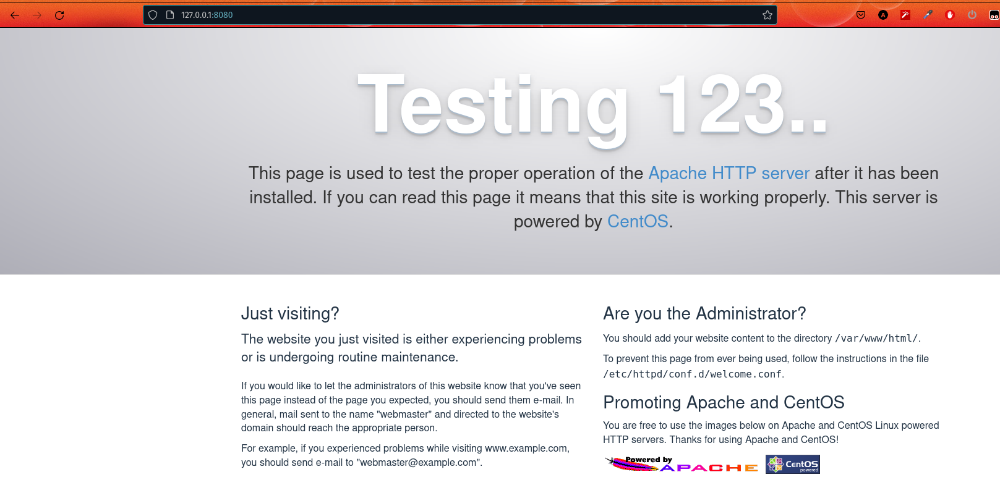 127.0.0.1:8080
Testing 123..
This page is used to test the proper operation of the Apache HTTP server after it has been
installed. If you can read this page it means that this site is working properly. This server is
powered by CentOS.
Just visiting?
The website you just visited is either experiencing problems
or is undergoing routine maintenance.
If you would like to let the administrators of this website know that you've seen
this page instead of the page you expected, you should send them e-mail. In
general, mail sent to the name "webmaster" and directed to the website's
domain should reach the appropriate person.
For example, if you experienced problems while visiting www.example.com,
you should send e-mail to "webmaster@example.com".
Are you the Administrator?
You should add your website content to the directory /var/www/html/.
To prevent this page from ever being used, follow the instructions in the file
/etc/httpd/conf.d/welcome.conf.
Promoting Apache and CentOS
You are free to use the images below on Apache and CentOS Linux powered
HTTP servers. Thanks for using Apache and CentOS!
Powered by
APACHE
CentOS
powered